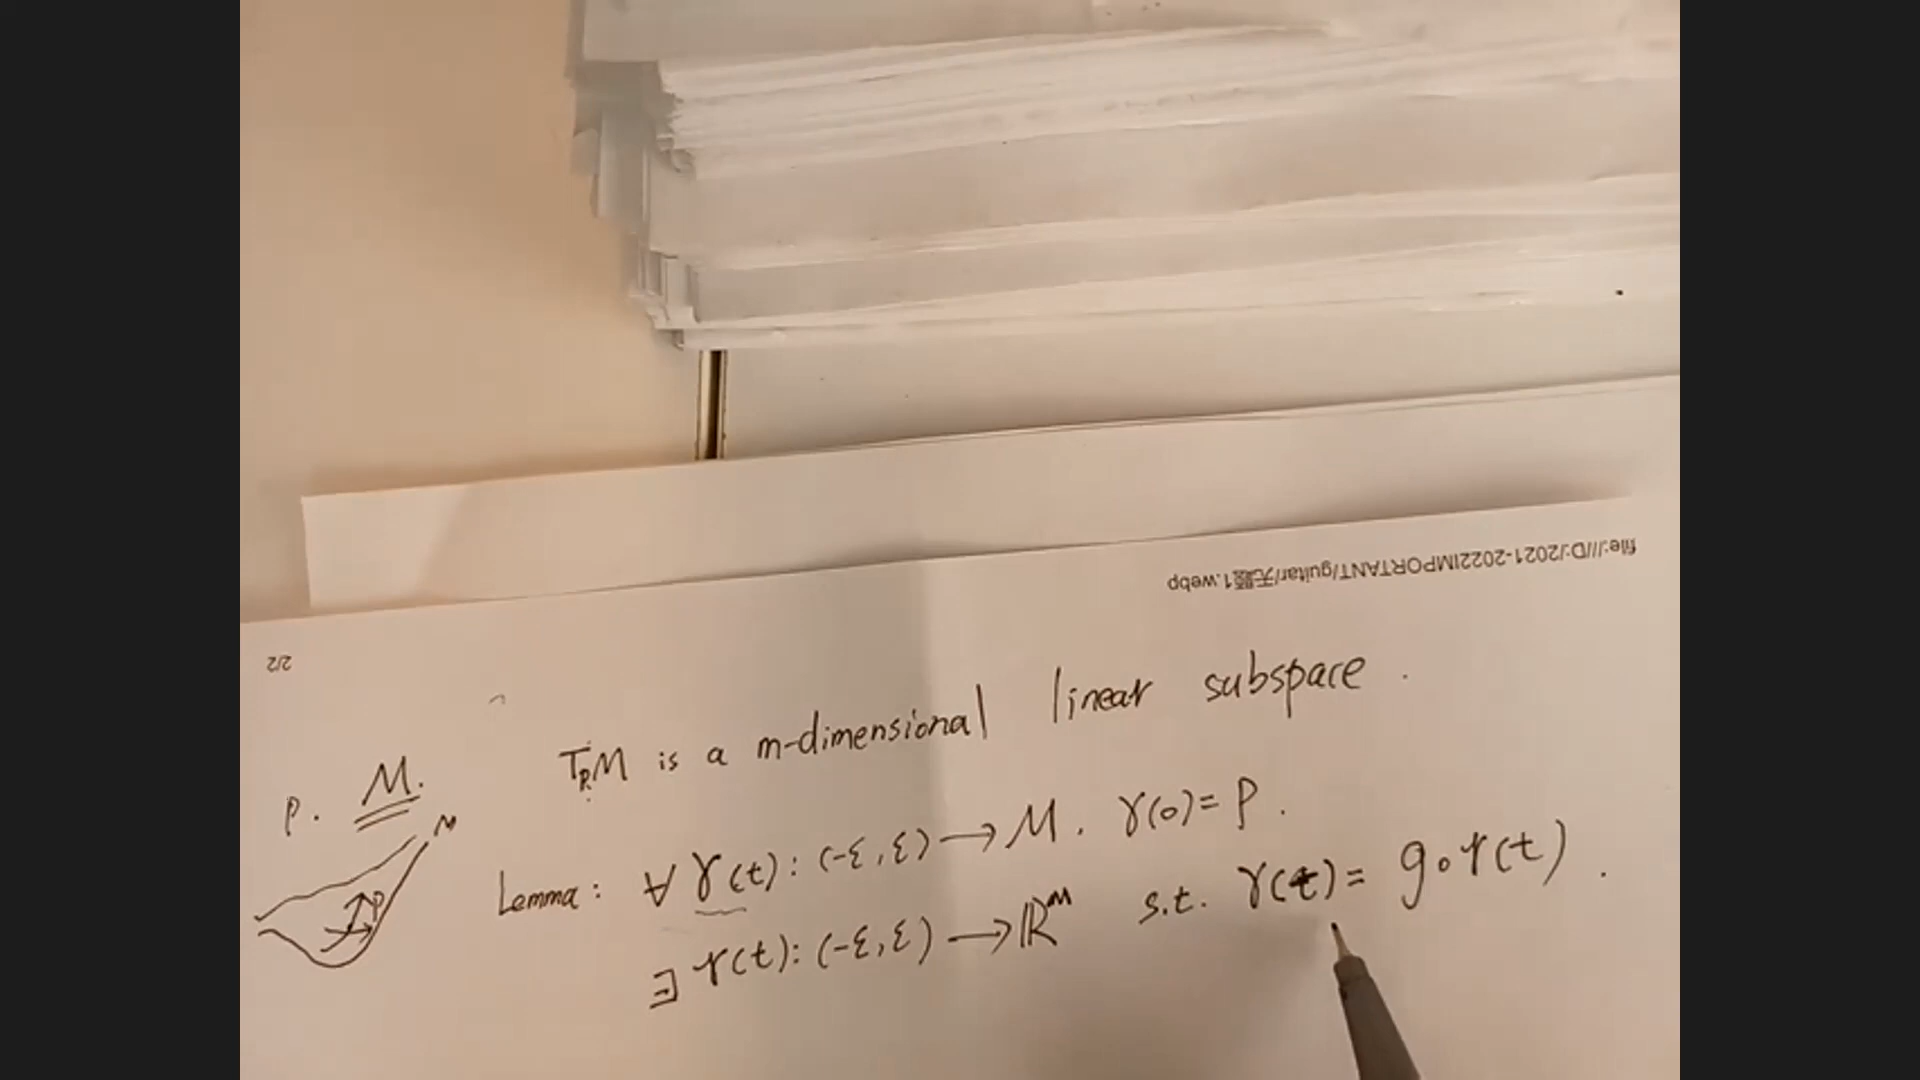 file:///D:/2021-2022IMPORTANT/guitar/无题1.webp
2/2
TₚM is a m-dimensional linear subspace .
p. M.
M
P
Lemma : ∀ γ(t) : (-ε, ε) → M . γ(0) = P .
∃ r(t) : (-ε, ε) → ℝᵐ s.t. γ(t) = g∘r(t) .